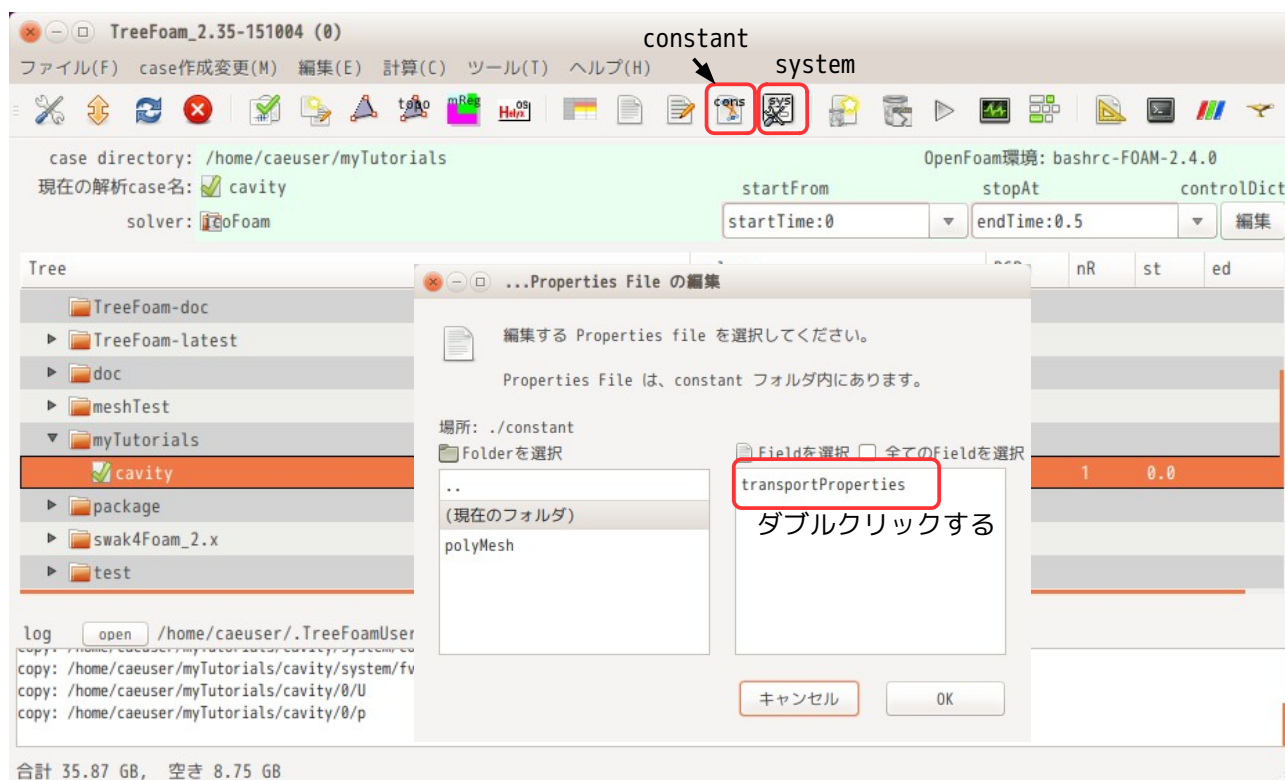 TreeFoam_2.35-151004 (0)
constant
system
ファイル(F) case作成変更(M) 編集(E) 計算(C) ツール(T) ヘルプ(H)
case directory: /home/caeuser/myTutorials
OpenFoam環境: bashrc-FOAM-2.4.0
現在の解析case名: cavity
startFrom stopAt controlDict
solver: icoFoam
startTime:0 endTime:0.5 編集
Tree nR st ed
TreeFoam-doc
TreeFoam-latest
doc
meshTest
myTutorials
cavity 1 0.0
package
swak4Foam_2.x
test
...Properties File の編集
編集する Properties file を選択してください。
Properties File は、constant フォルダ内にあります。
場所: ./constant
Folderを選択
Fieldを選択 全てのFieldを選択
..
(現在のフォルダ)
polyMesh
transportProperties
ダブルクリックする
キャンセル OK
log open /home/caeuser/.TreeFoamUser
copy: /home/caeuser/myTutorials/cavity/system/fv
copy: /home/caeuser/myTutorials/cavity/0/U
copy: /home/caeuser/myTutorials/cavity/0/p
合計 35.87 GB, 空き 8.75 GB